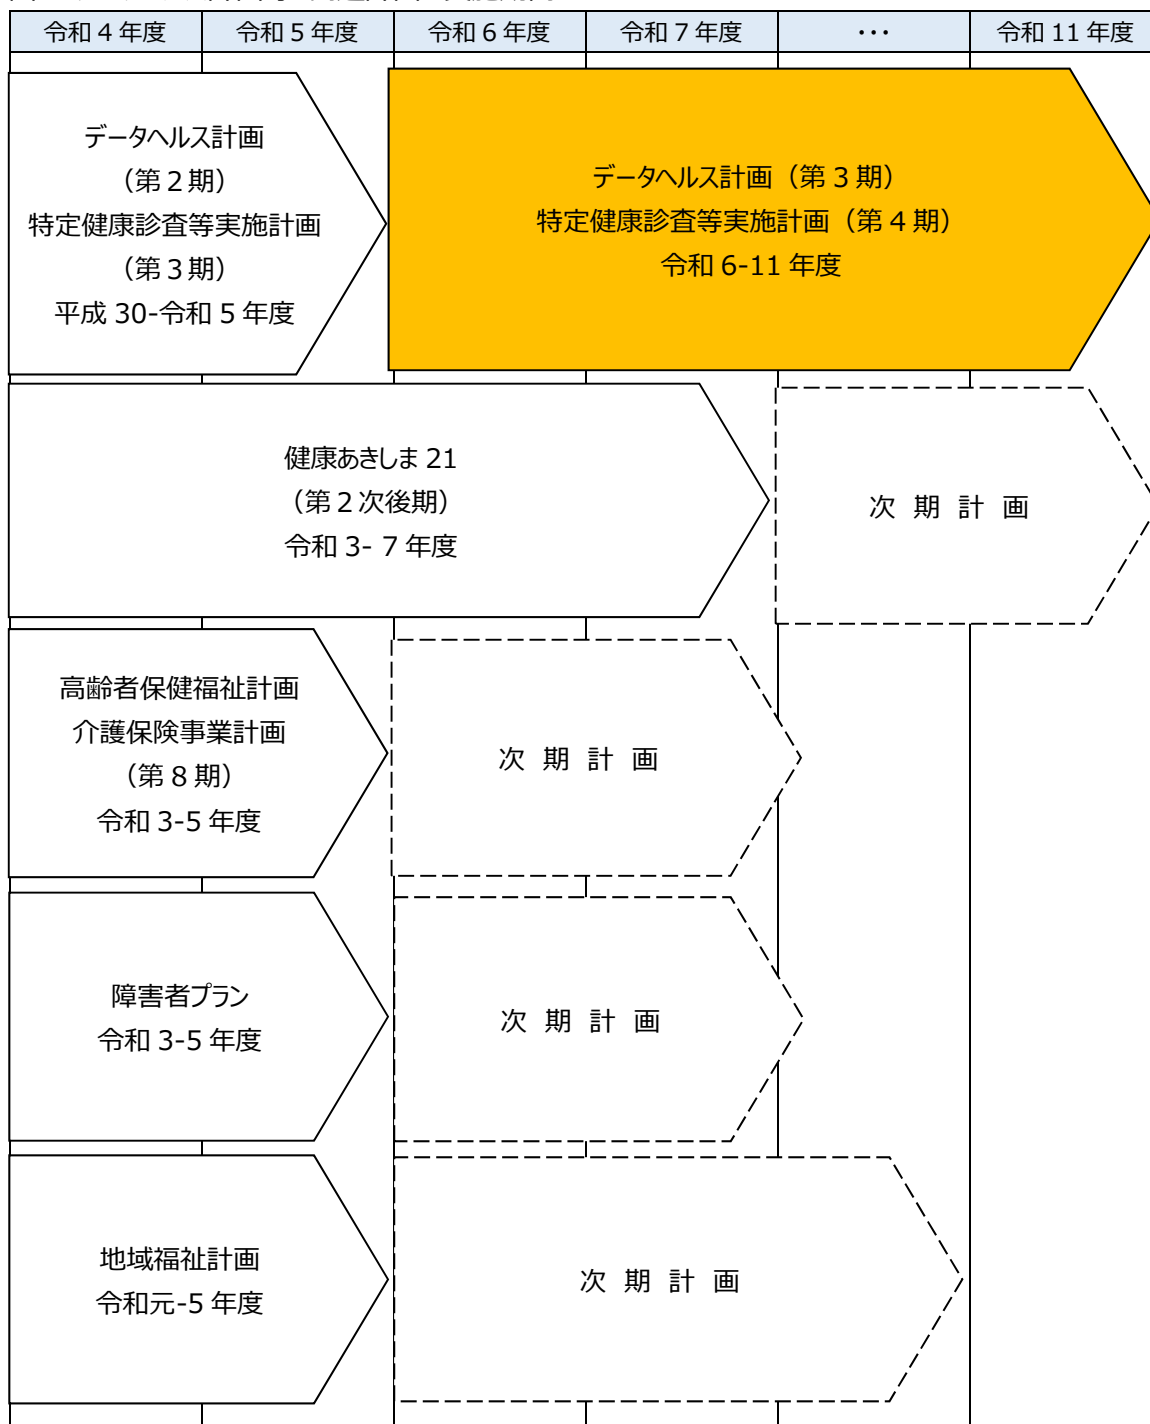 令和４年度
令和５年度
令和６年度
令和７年度
・・・
令和 11 年度
データヘルス計画
（第２期）
特定健康診査等実施計画
（第３期）
平成 30-令和 5 年度
データヘルス計画（第３期）
特定健康診査等実施計画（第４期）
令和 6-11 年度
健康あきしま 21
（第２次後期）
令和 3-７年度
次 期 計 画
高齢者保健福祉計画
介護保険事業計画
（第８期）
令和 3-5 年度
次 期 計 画
障害者プラン
令和 3-5 年度
次 期 計 画
地域福祉計画
令和元-5 年度
次 期 計 画